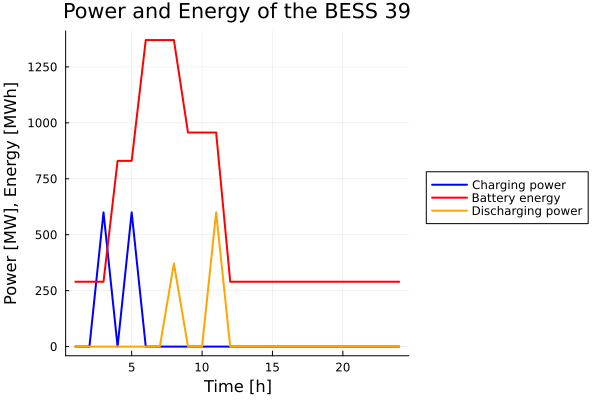 Power and Energy of the BESS 39
Power [MW], Energy [MWh]
1250
1000
750
500
250
0
5
10
15
20
Time [h]
Charging power
Battery energy
Discharging power